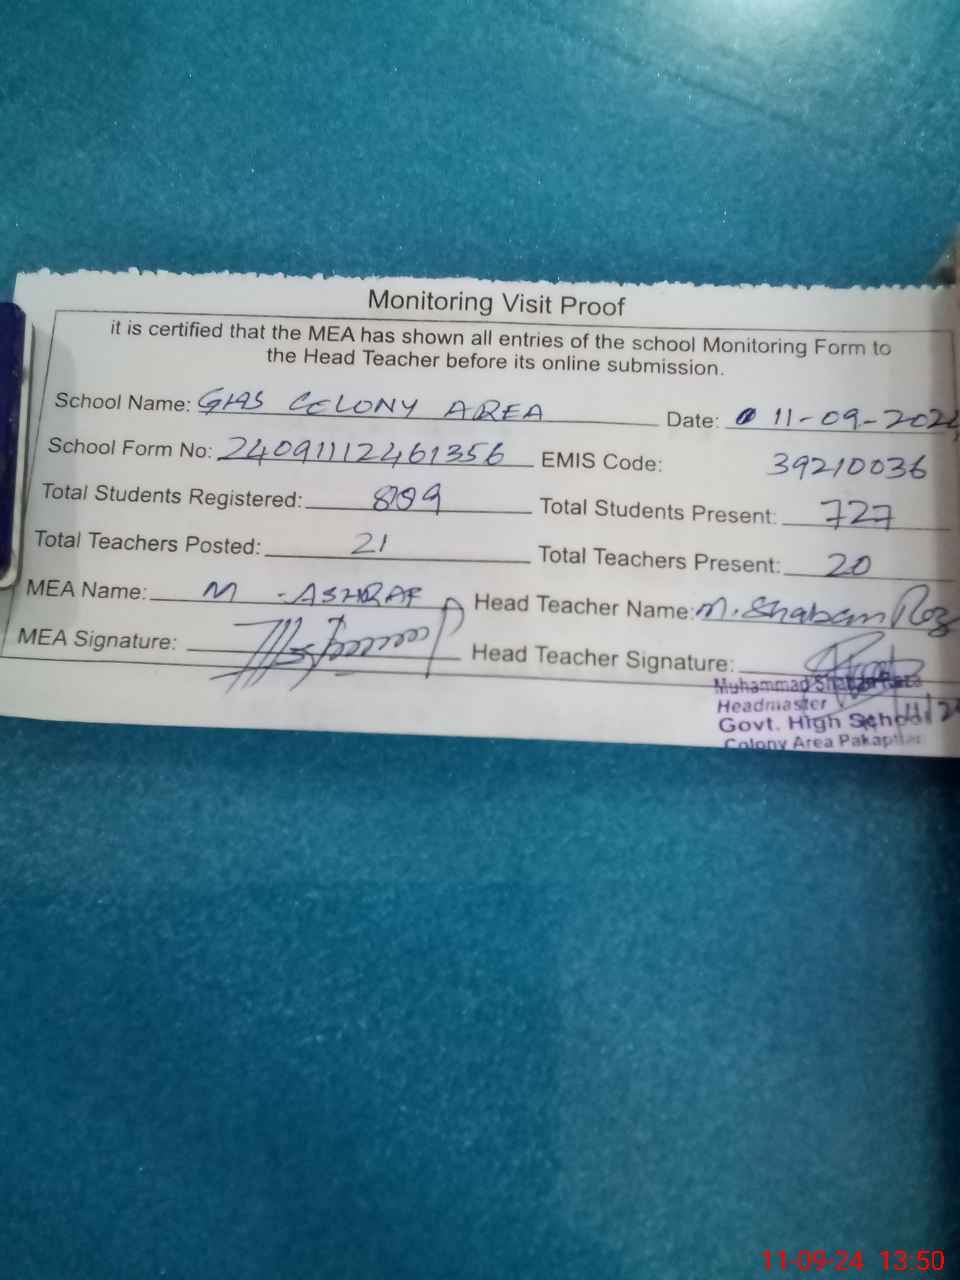 Monitoring Visit Proof
it is certified that the MEA has shown all entries of the school Monitoring Form to
the Head Teacher before its online submission.
School Name: GHS COLONY AREA Date: 11-09-2024
School Form No: 24091112461356 EMIS Code: 39210036
Total Students Registered: Total Students Present: 727
Total Teachers Posted: 21 Total Teachers Present: 20
MEA Name: M - ASHRAF Head Teacher Name: M. Shaban
MEA Signature: Head Teacher Signature:
Muhammad
Headmaster
Govt. High School
Colony Area Pakpattan
11-09-24 13:50